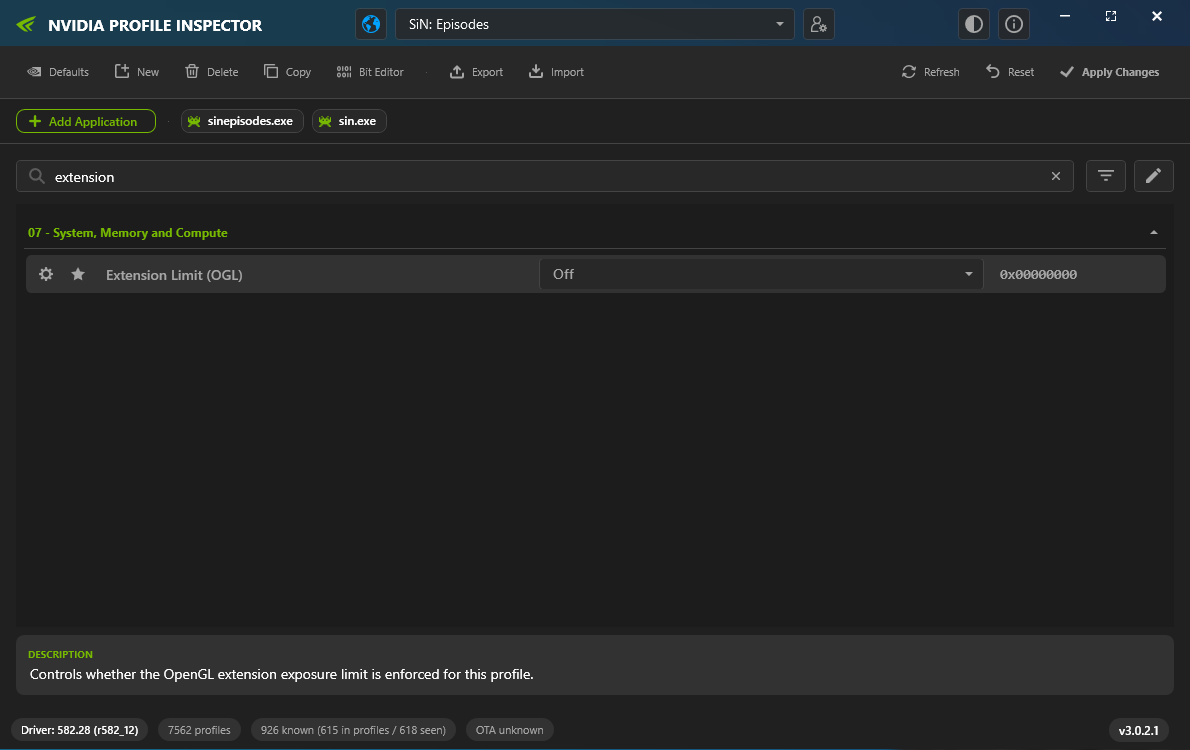 NVIDIA PROFILE INSPECTOR
SiN: Episodes
Defaults New Delete Copy Bit Editor Export Import Refresh Reset Apply Changes
Add Application sinepisodes.exe sin.exe
extension
07 - System, Memory and Compute
Extension Limit (OGL) Off 0x00000000
DESCRIPTION
Controls whether the OpenGL extension exposure limit is enforced for this profile.
Driver: 582.28 (r582_12) 7562 profiles 926 known (615 in profiles / 618 seen) OTA unknown v3.0.2.1